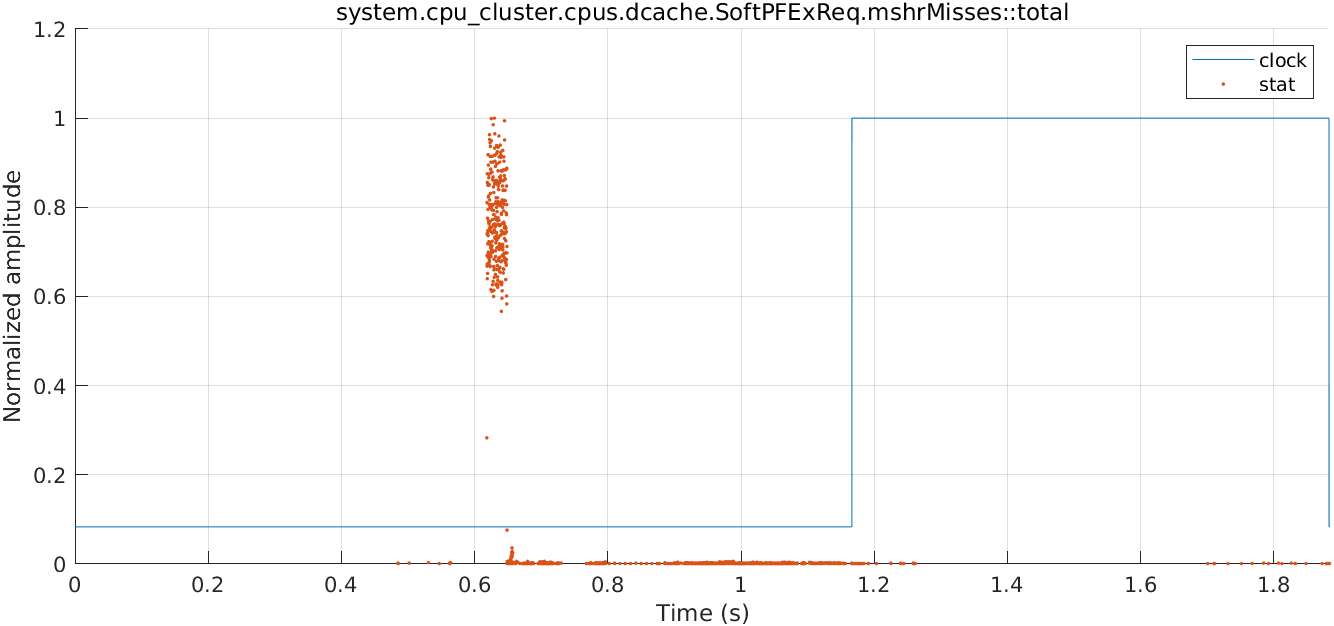 system.cpu_cluster.cpus.dcache.SoftPFExReq.mshrMisses::total
1.2
1
0.8
0.6
0.4
0.2
0
Normalized amplitude
clock
stat
0 0.2 0.4 0.6 0.8 1 1.2 1.4 1.6 1.8
Time (s)